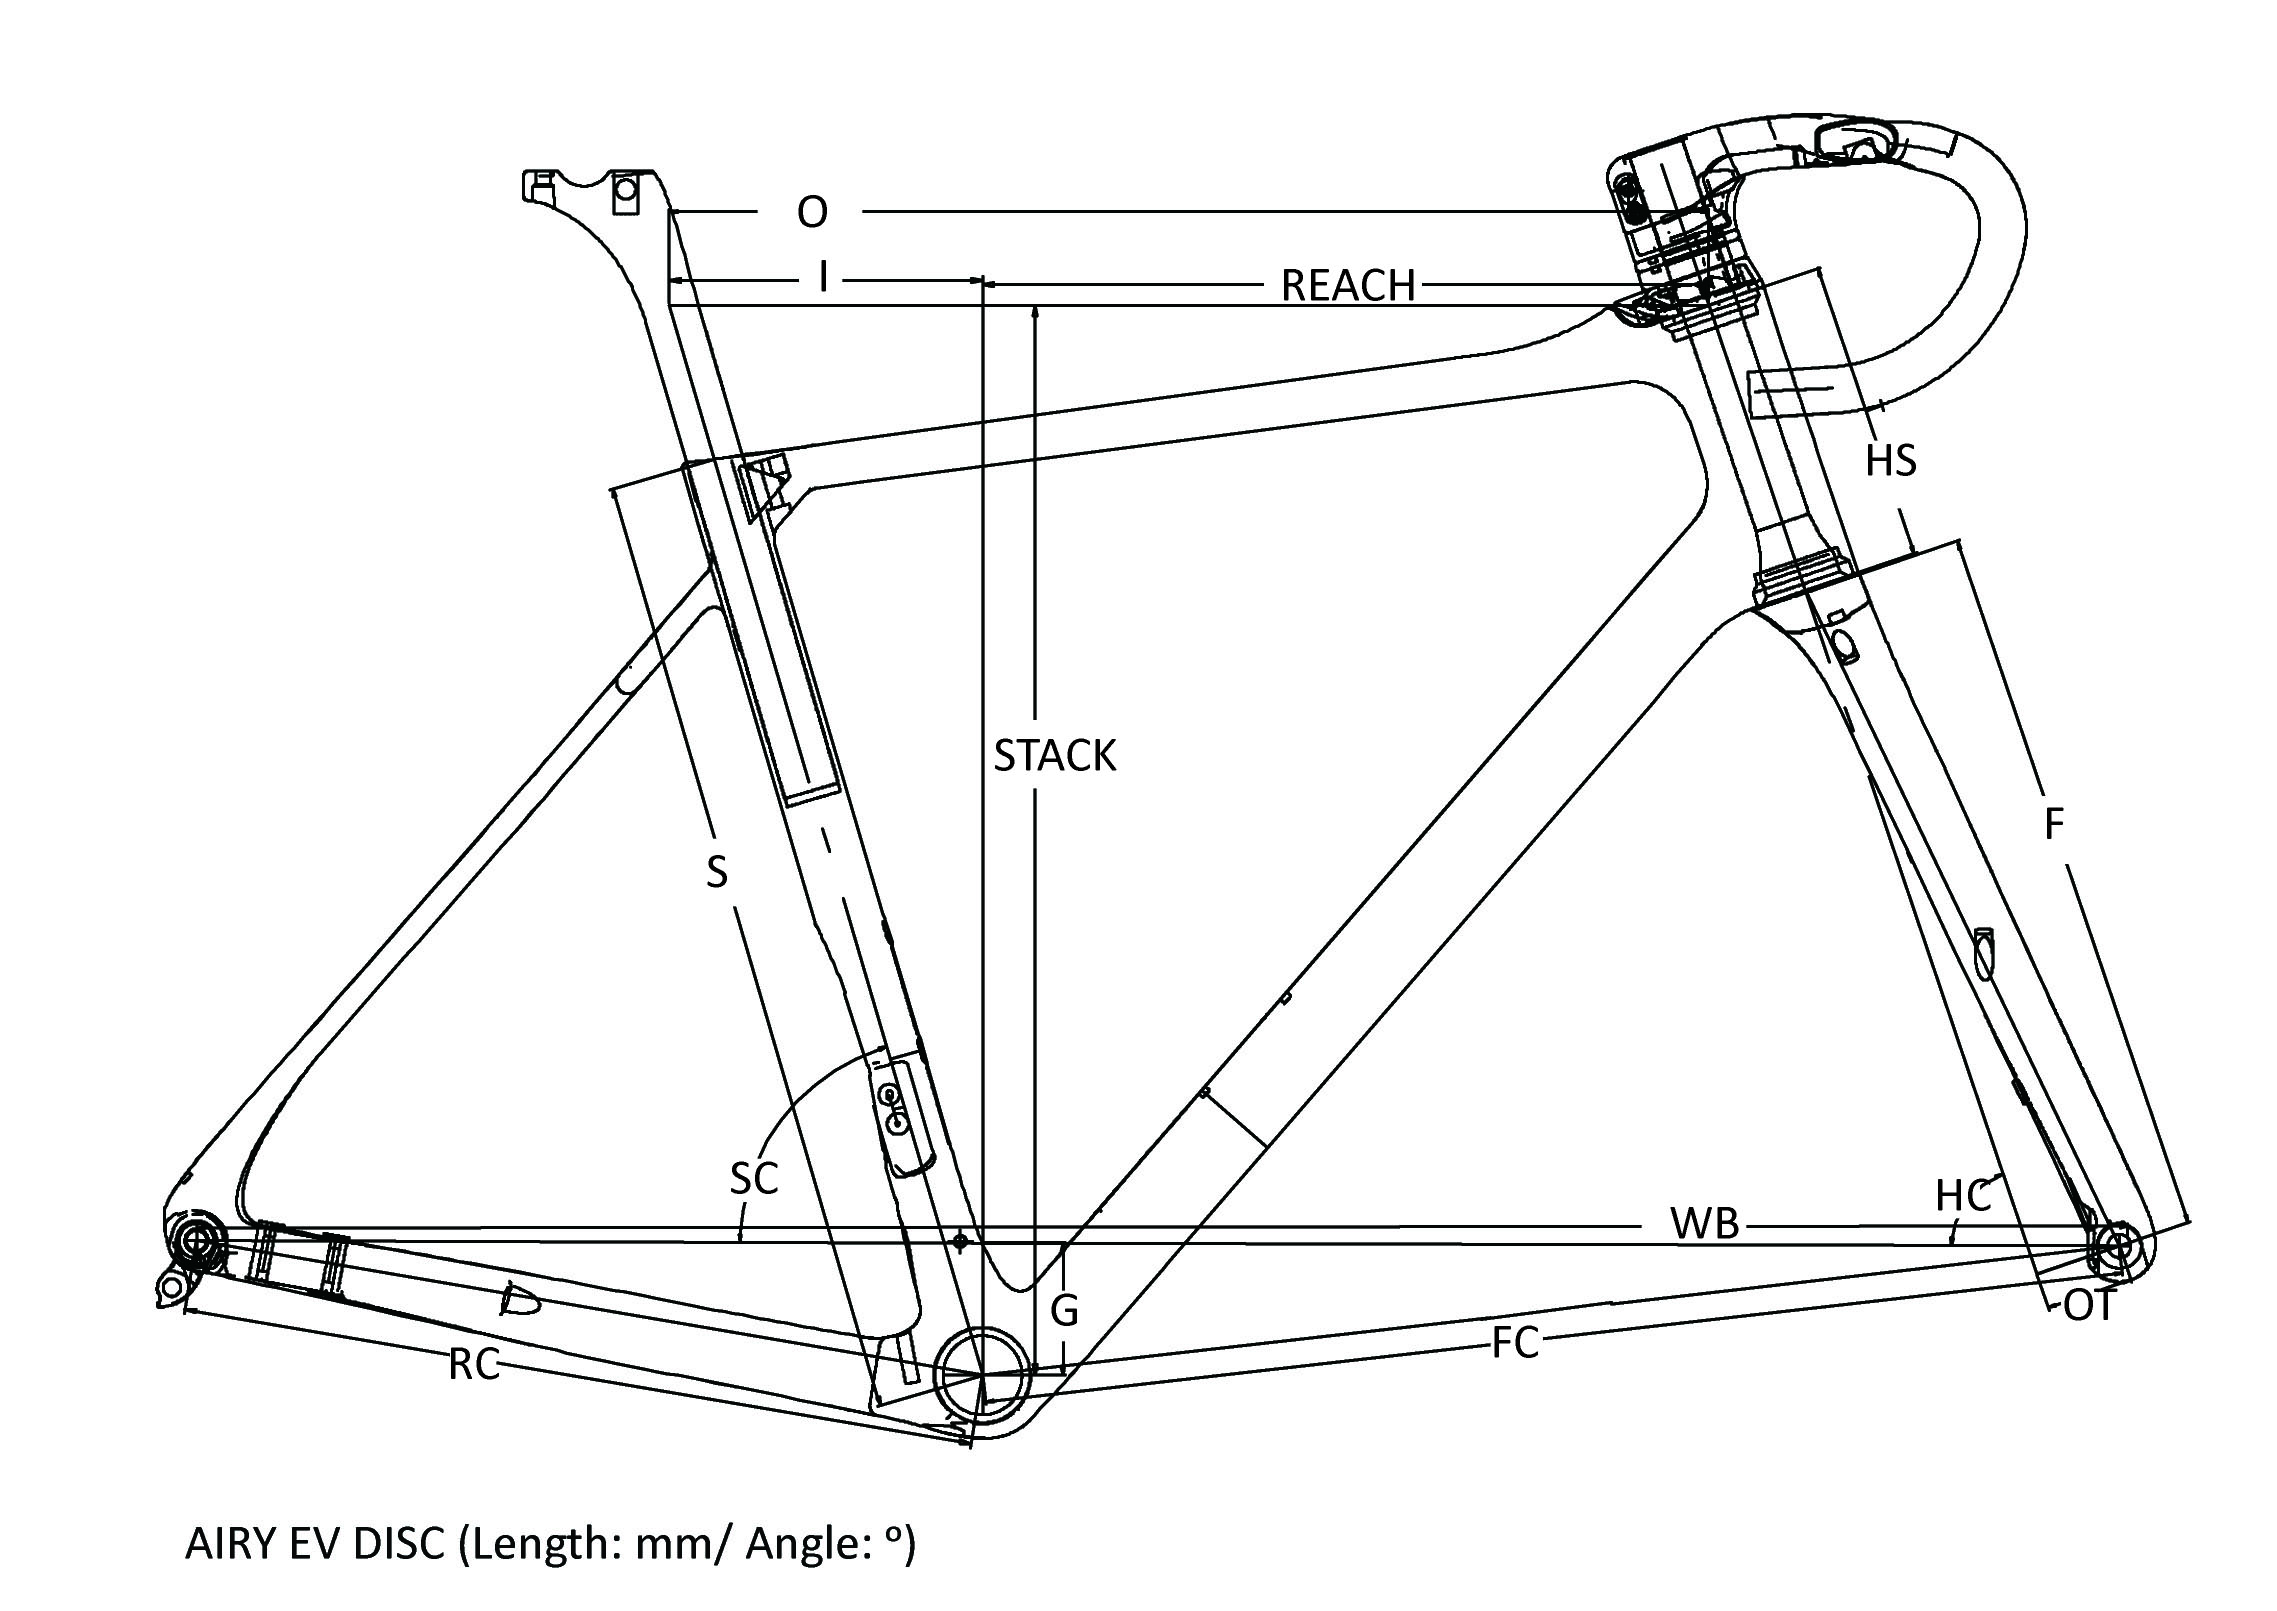 O
I
REACH
HS
STACK
F
S
SC
HC
WB
G
OT
FC
RC
AIRY EV DISC (Length: mm/ Angle: º)